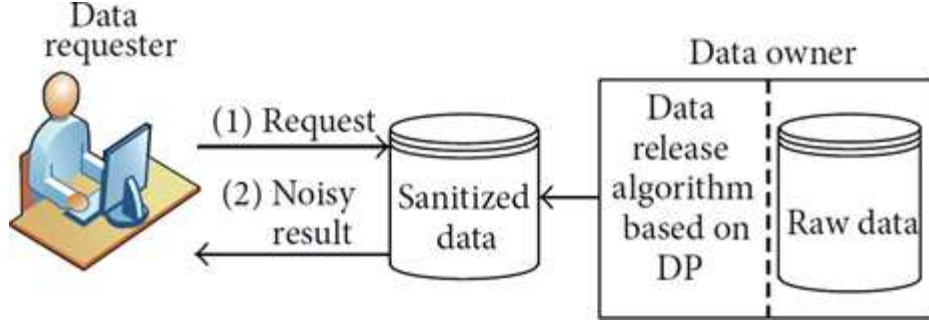 Data
requester
(1) Request
(2) Noisy
result
Sanitized
data
Data owner
Data
release
algorithm
based on
DP
Raw data